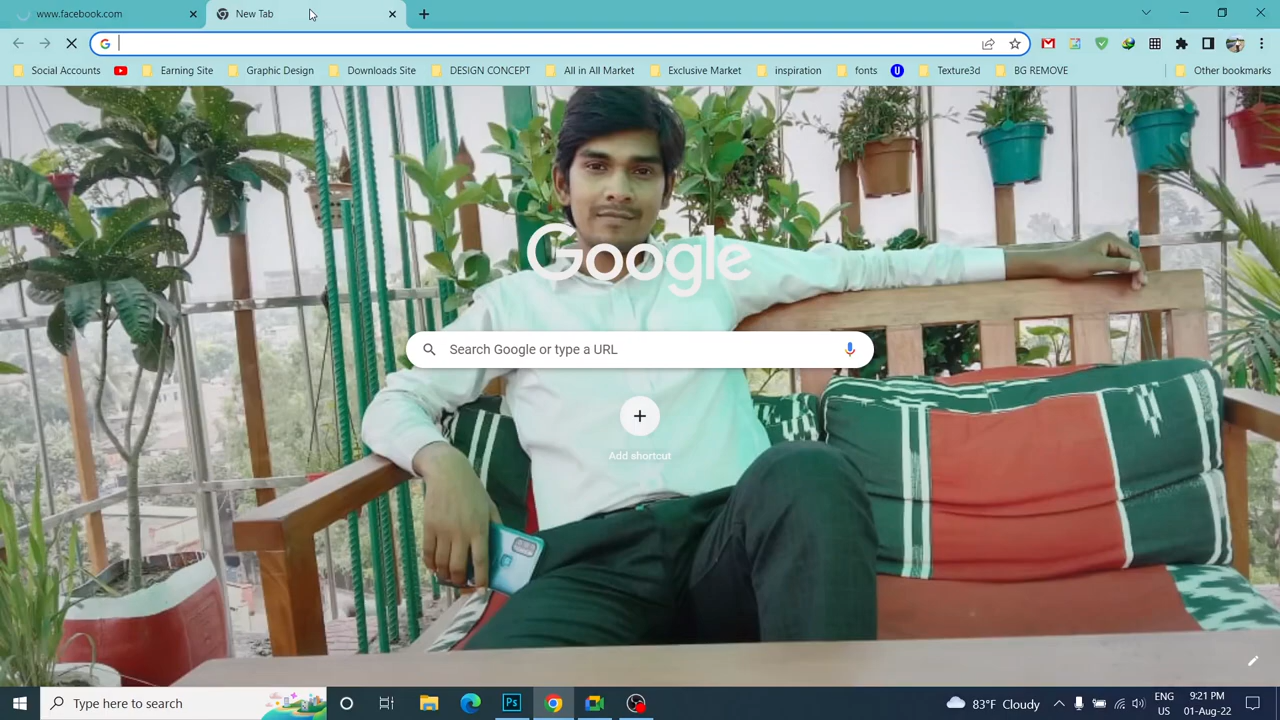 www.facebook.com
New Tab
Social Accounts
Earning Site
Graphic Design
Downloads Site
DESIGN CONCEPT
All in All Market
Exclusive Market
inspiration
fonts
U
Texture3d
BG REMOVE
Other bookmarks
Google
Search Google or type a URL
Add shortcut
Type here to search
Ps
83°F Cloudy
ENG
US
9:21 PM
01-Aug-22